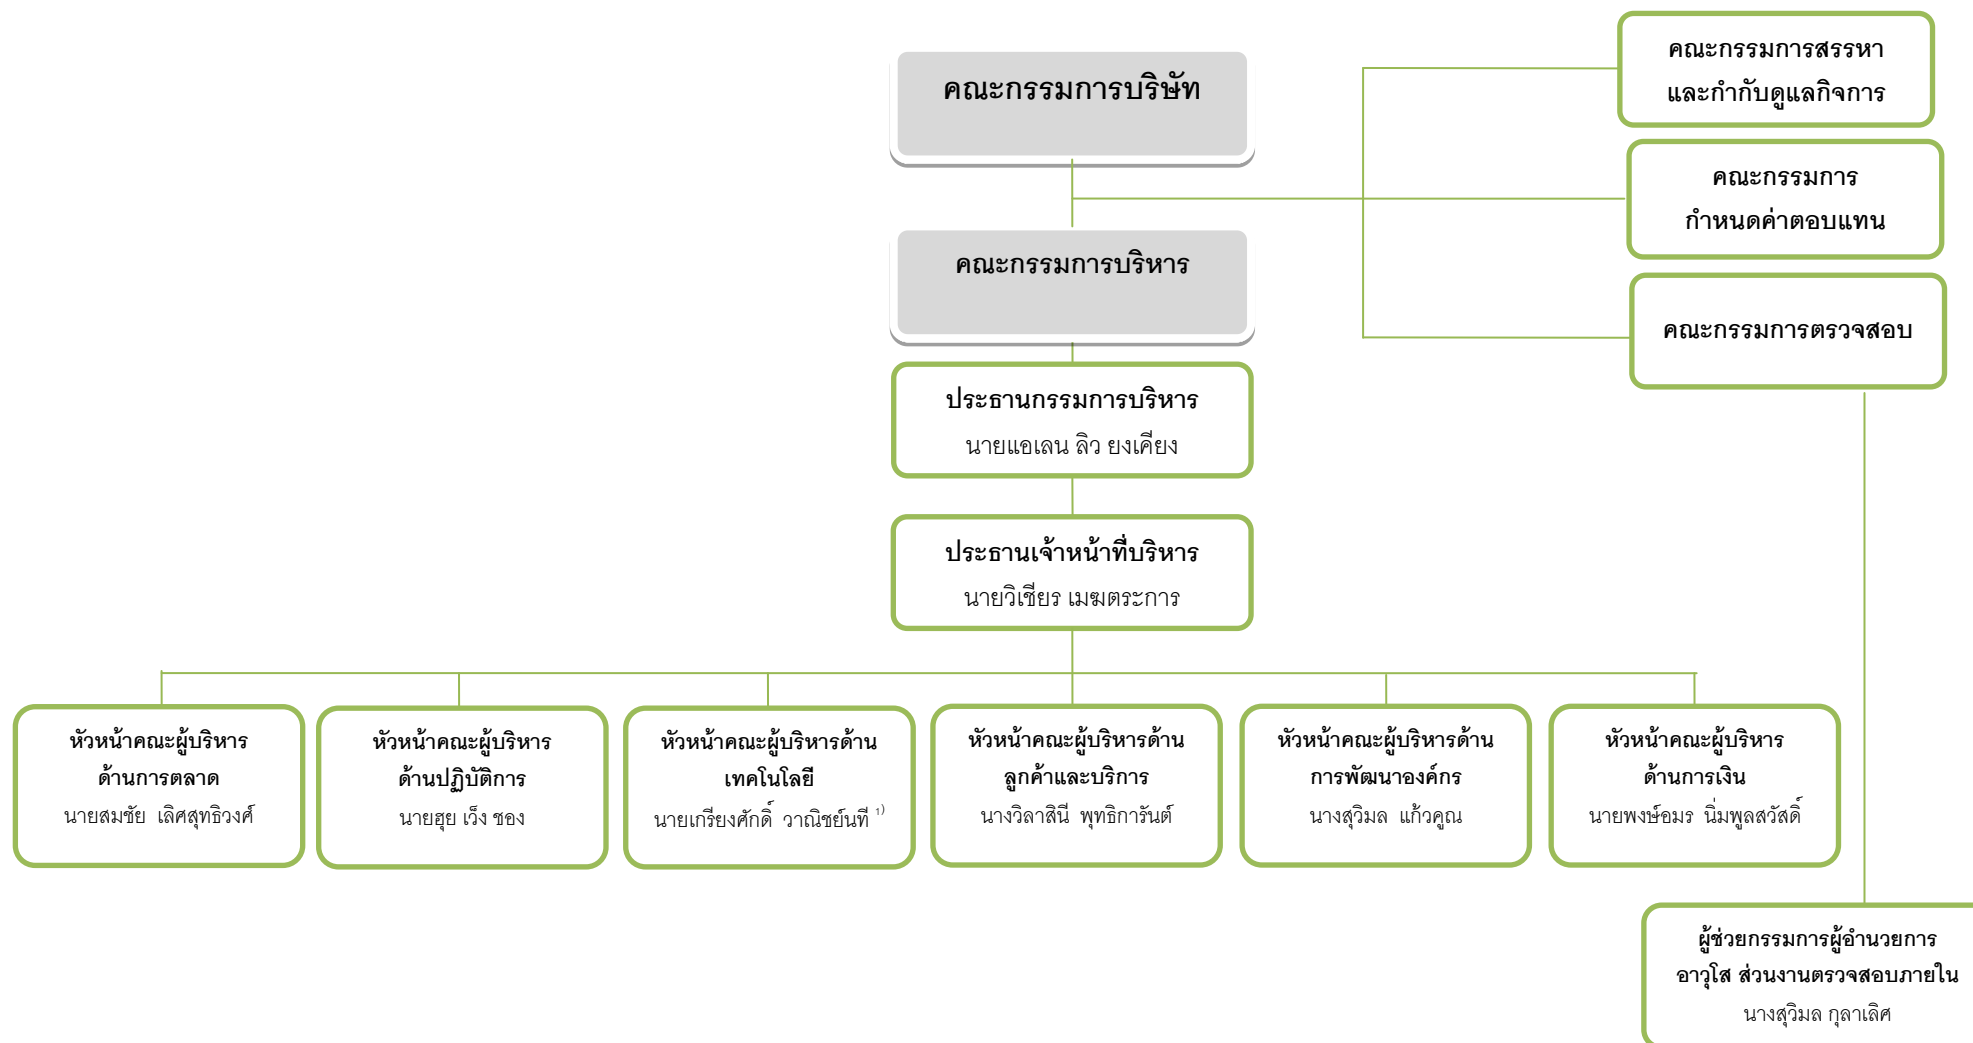 คณะกรรมการสรรหา
และกำกับดูแลกิจการ
คณะกรรมการบริษัท
คณะกรรมการ
กำหนดค่าตอบแทน
คณะกรรมการบริหาร
คณะกรรมการตรวจสอบ
ประธานกรรมการบริหาร
นายแอเลน ลิว ยงเคียง
ประธานเจ้าหน้าที่บริหาร
นายวิเชียร เมฆตระการ
หัวหน้าคณะผู้บริหาร
ด้านการตลาด
นายสมชัย เลิศสุทธิวงศ์
หัวหน้าคณะผู้บริหาร
ด้านปฏิบัติการ
นายฮุย เว็ง ชอง
หัวหน้าคณะผู้บริหารด้าน
เทคโนโลยี
นายเกรียงศักดิ์ วาณิชย์นที ¹⁾
หัวหน้าคณะผู้บริหารด้าน
ลูกค้าและบริการ
นางวิลาสินี พุทธิการันต์
หัวหน้าคณะผู้บริหารด้าน
การพัฒนาองค์กร
นางสุวิมล แก้วคูณ
หัวหน้าคณะผู้บริหาร
ด้านการเงิน
นายพงษ์อมร นิ่มพูลสวัสดิ์
ผู้ช่วยกรรมการผู้อำนวยการ
อาวุโส ส่วนงานตรวจสอบภายใน
นางสุวิมล กุลาเลิศ